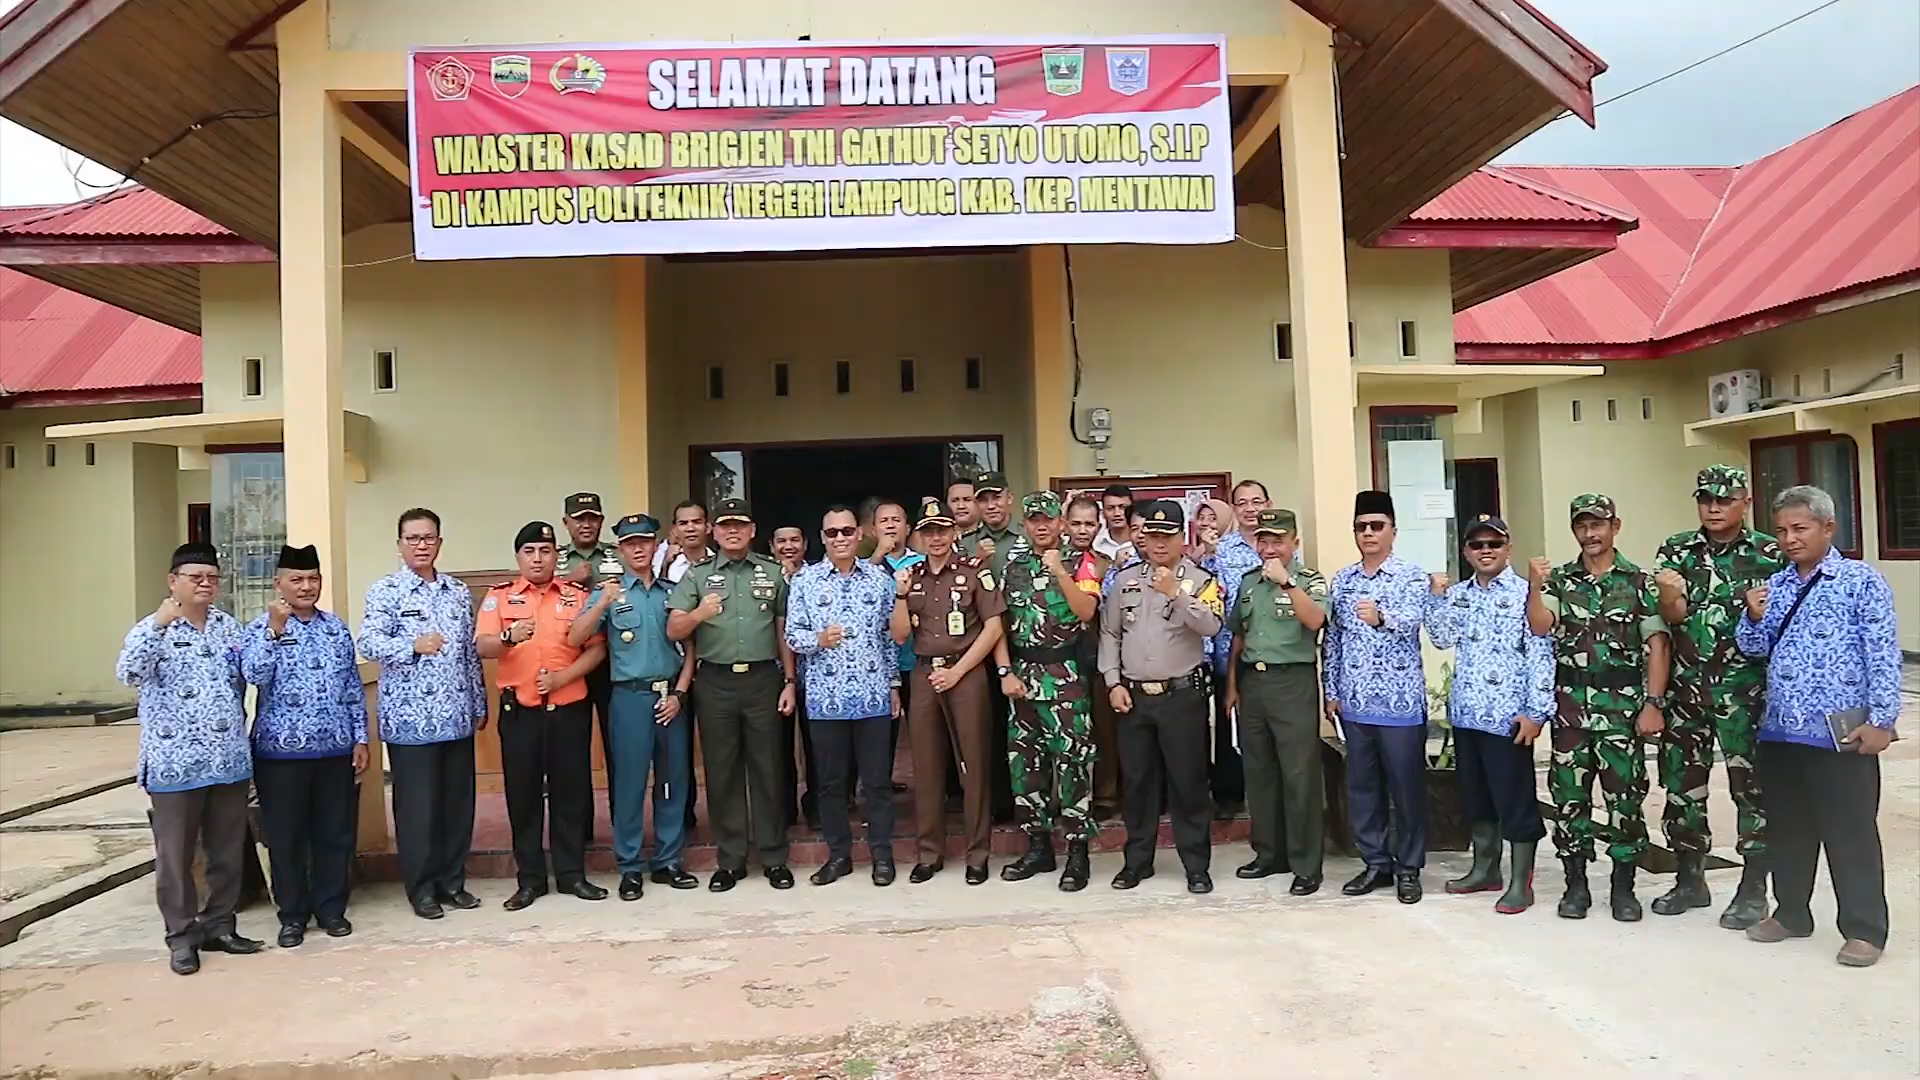 SELAMAT DATANG
WAASTER KASAD BRIGJEN TNI GATHUT SETYO UTOMO, S.I.P
DI KAMPUS POLITEKNIK NEGERI LAMPUNG KAB. KEP. MENTAWAI